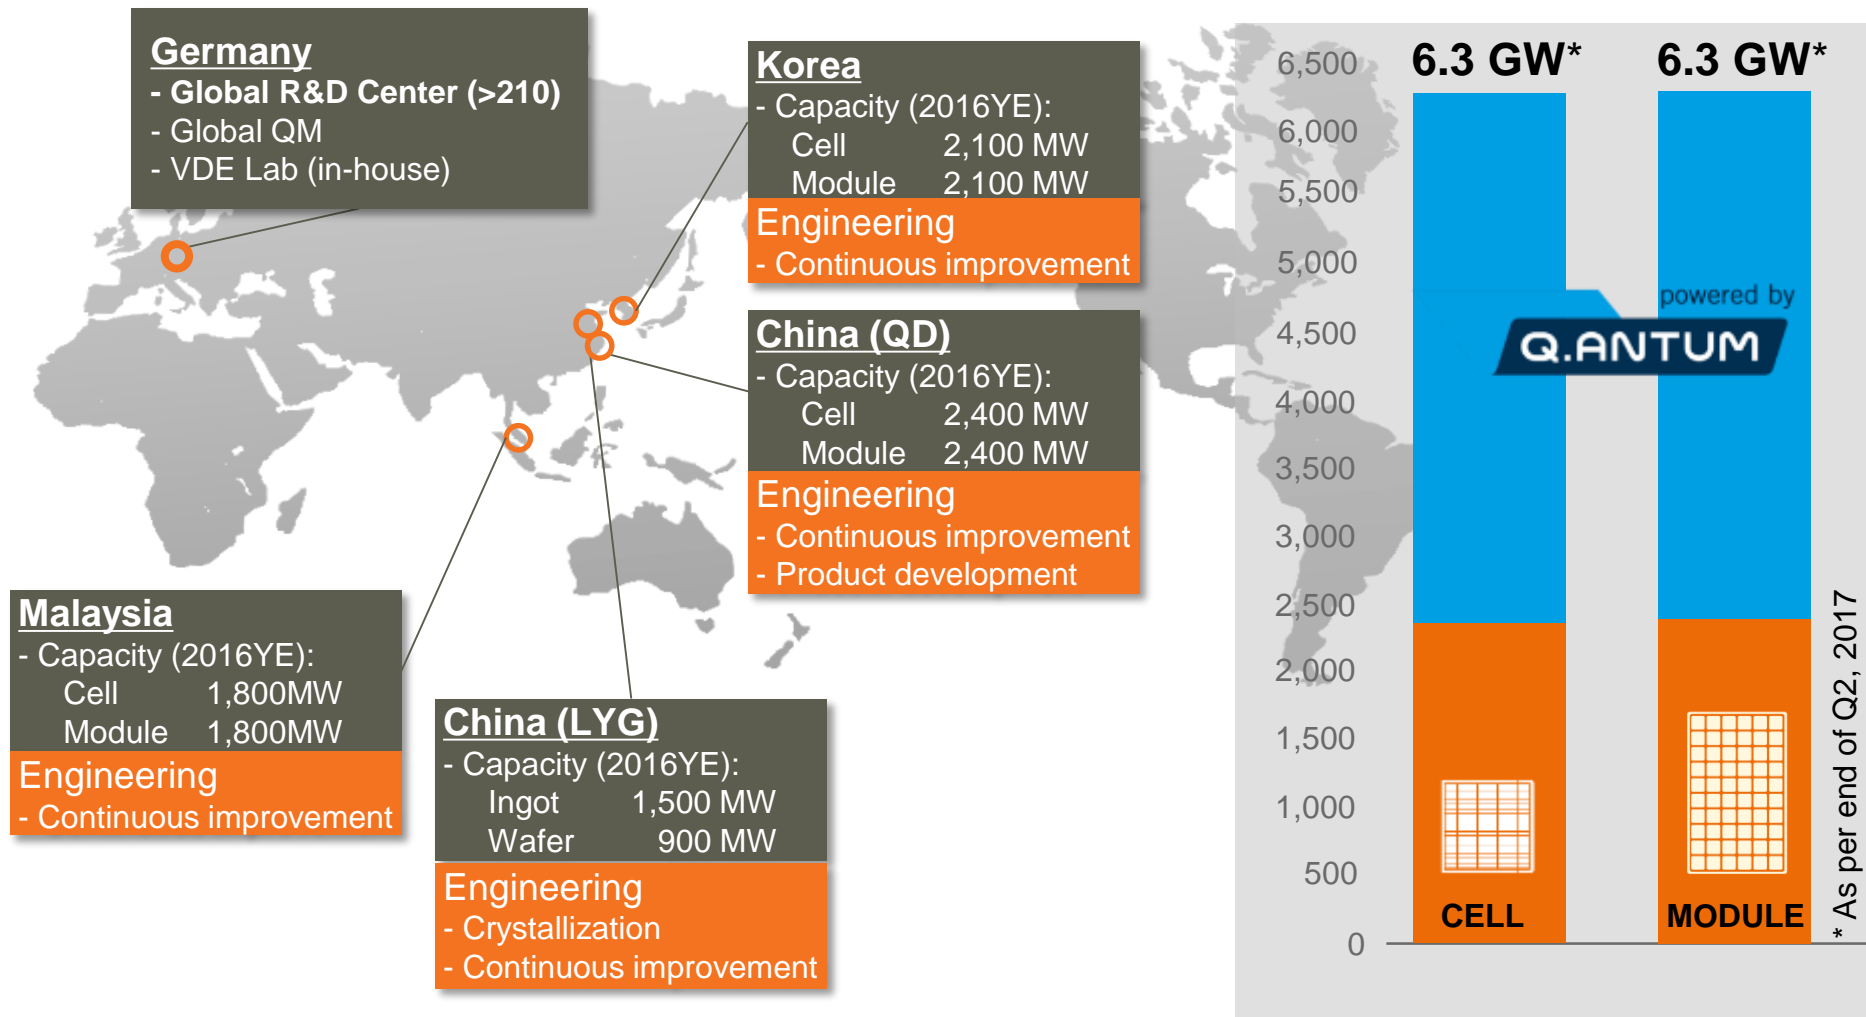 Germany
- Global R&D Center (>210)
- Global QM
- VDE Lab (in-house)
Korea
- Capacity (2016YE):
Cell 2,100 MW
Module 2,100 MW
Engineering
- Continuous improvement
China (QD)
- Capacity (2016YE):
Cell 2,400 MW
Module 2,400 MW
Engineering
- Continuous improvement
- Product development
Malaysia
- Capacity (2016YE):
Cell 1,800MW
Module 1,800MW
Engineering
- Continuous improvement
China (LYG)
- Capacity (2016YE):
Ingot 1,500 MW
Wafer 900 MW
Engineering
- Crystallization
- Continuous improvement
6.3 GW* 6.3 GW*
6,500
6,000
5,500
5,000
4,500
4,000
3,500
3,000
2,500
2,000
1,500
1,000
500
0
powered by
Q.ANTUM
CELL MODULE
* As per end of Q2, 2017